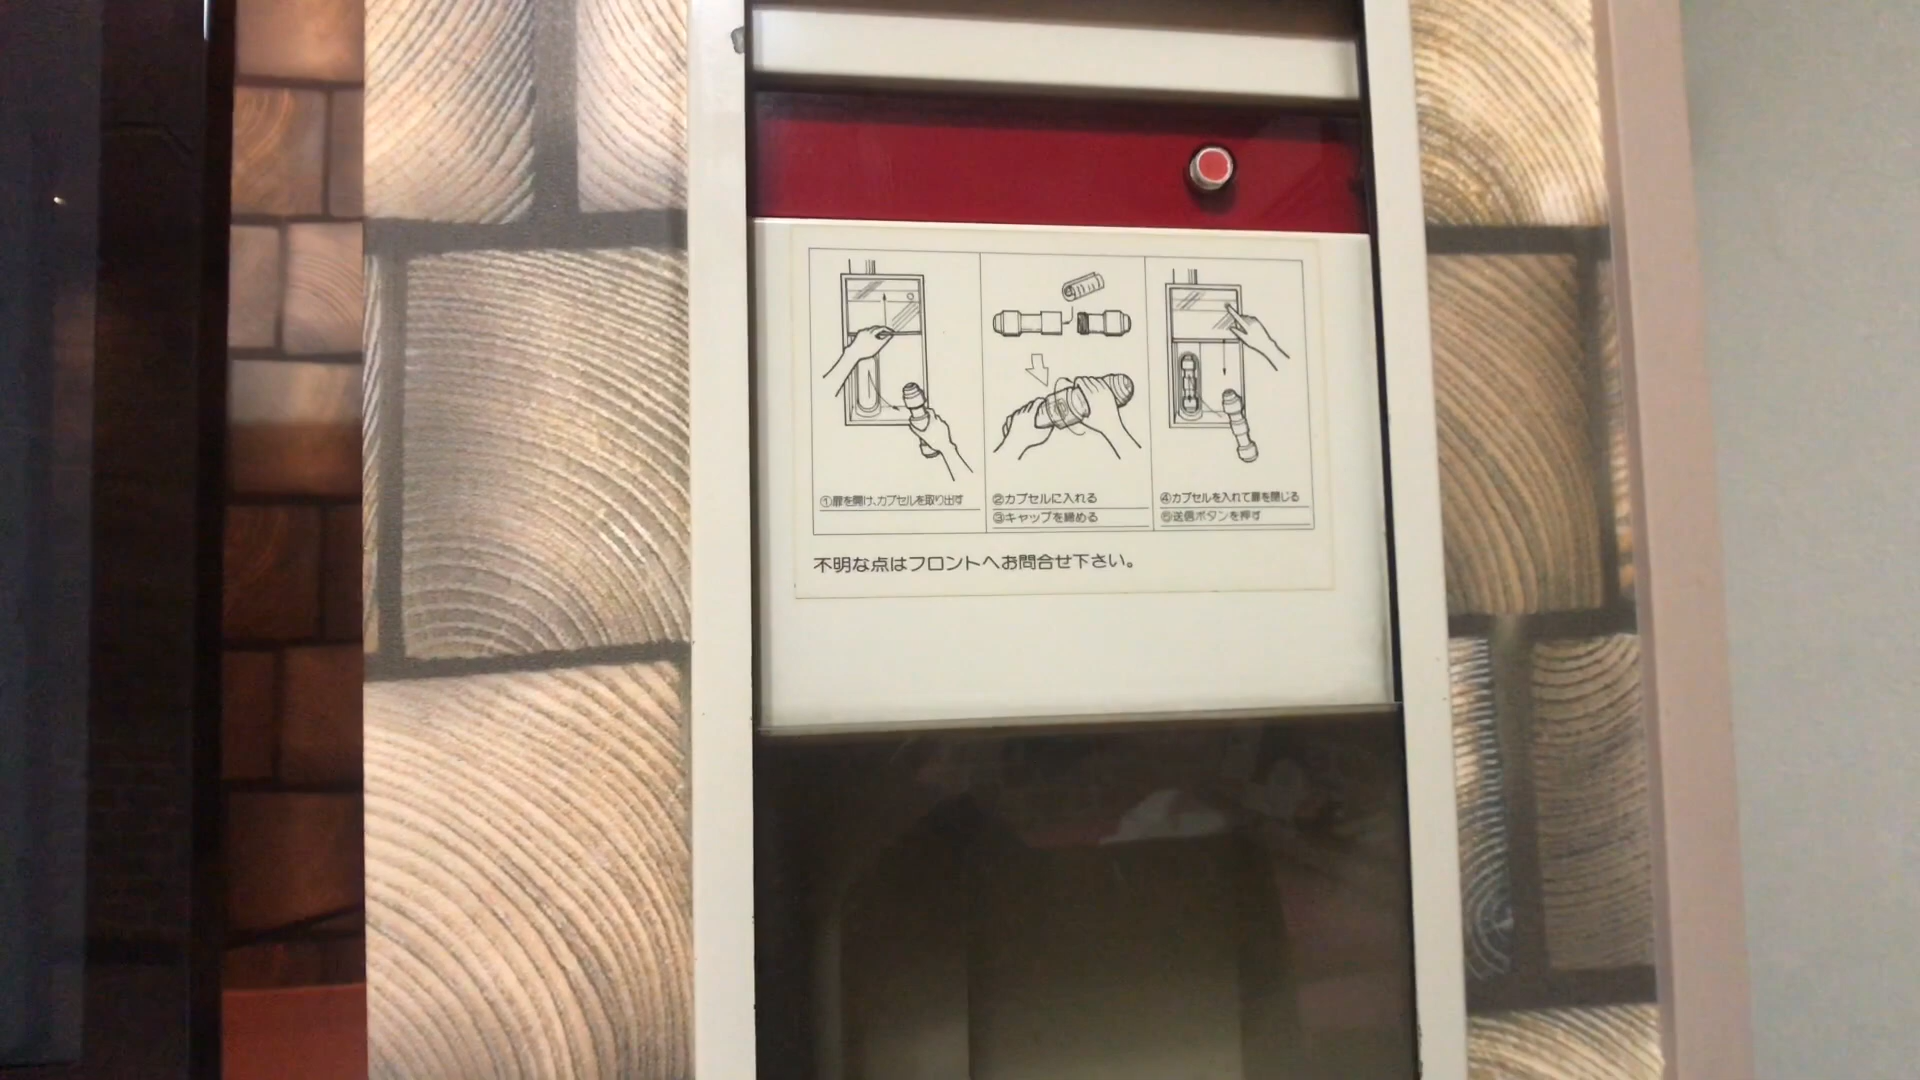 ①扉を開け、カプセルを取り出す
②カプセルに入れる
③キャップを締める
④カプセルを入れて扉を閉じる
⑤送信ボタンを押す
不明な点はフロントへお問合せ下さい。